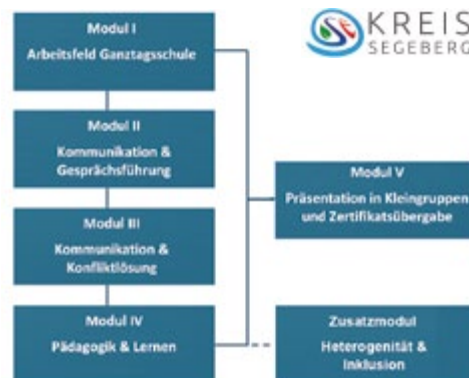 KREIS
SEGEBERG
Modul I
Arbeitsfeld Ganztagsschule
Modul II
Kommunikation &
Gesprächsführung
Modul III
Kommunikation &
Konfliktlösung
Modul IV
Pädagogik & Lernen
Modul V
Präsentation in Kleingruppen
und Zertifikatsübergabe
Zusatzmodul
Heterogenität &
Inklusion